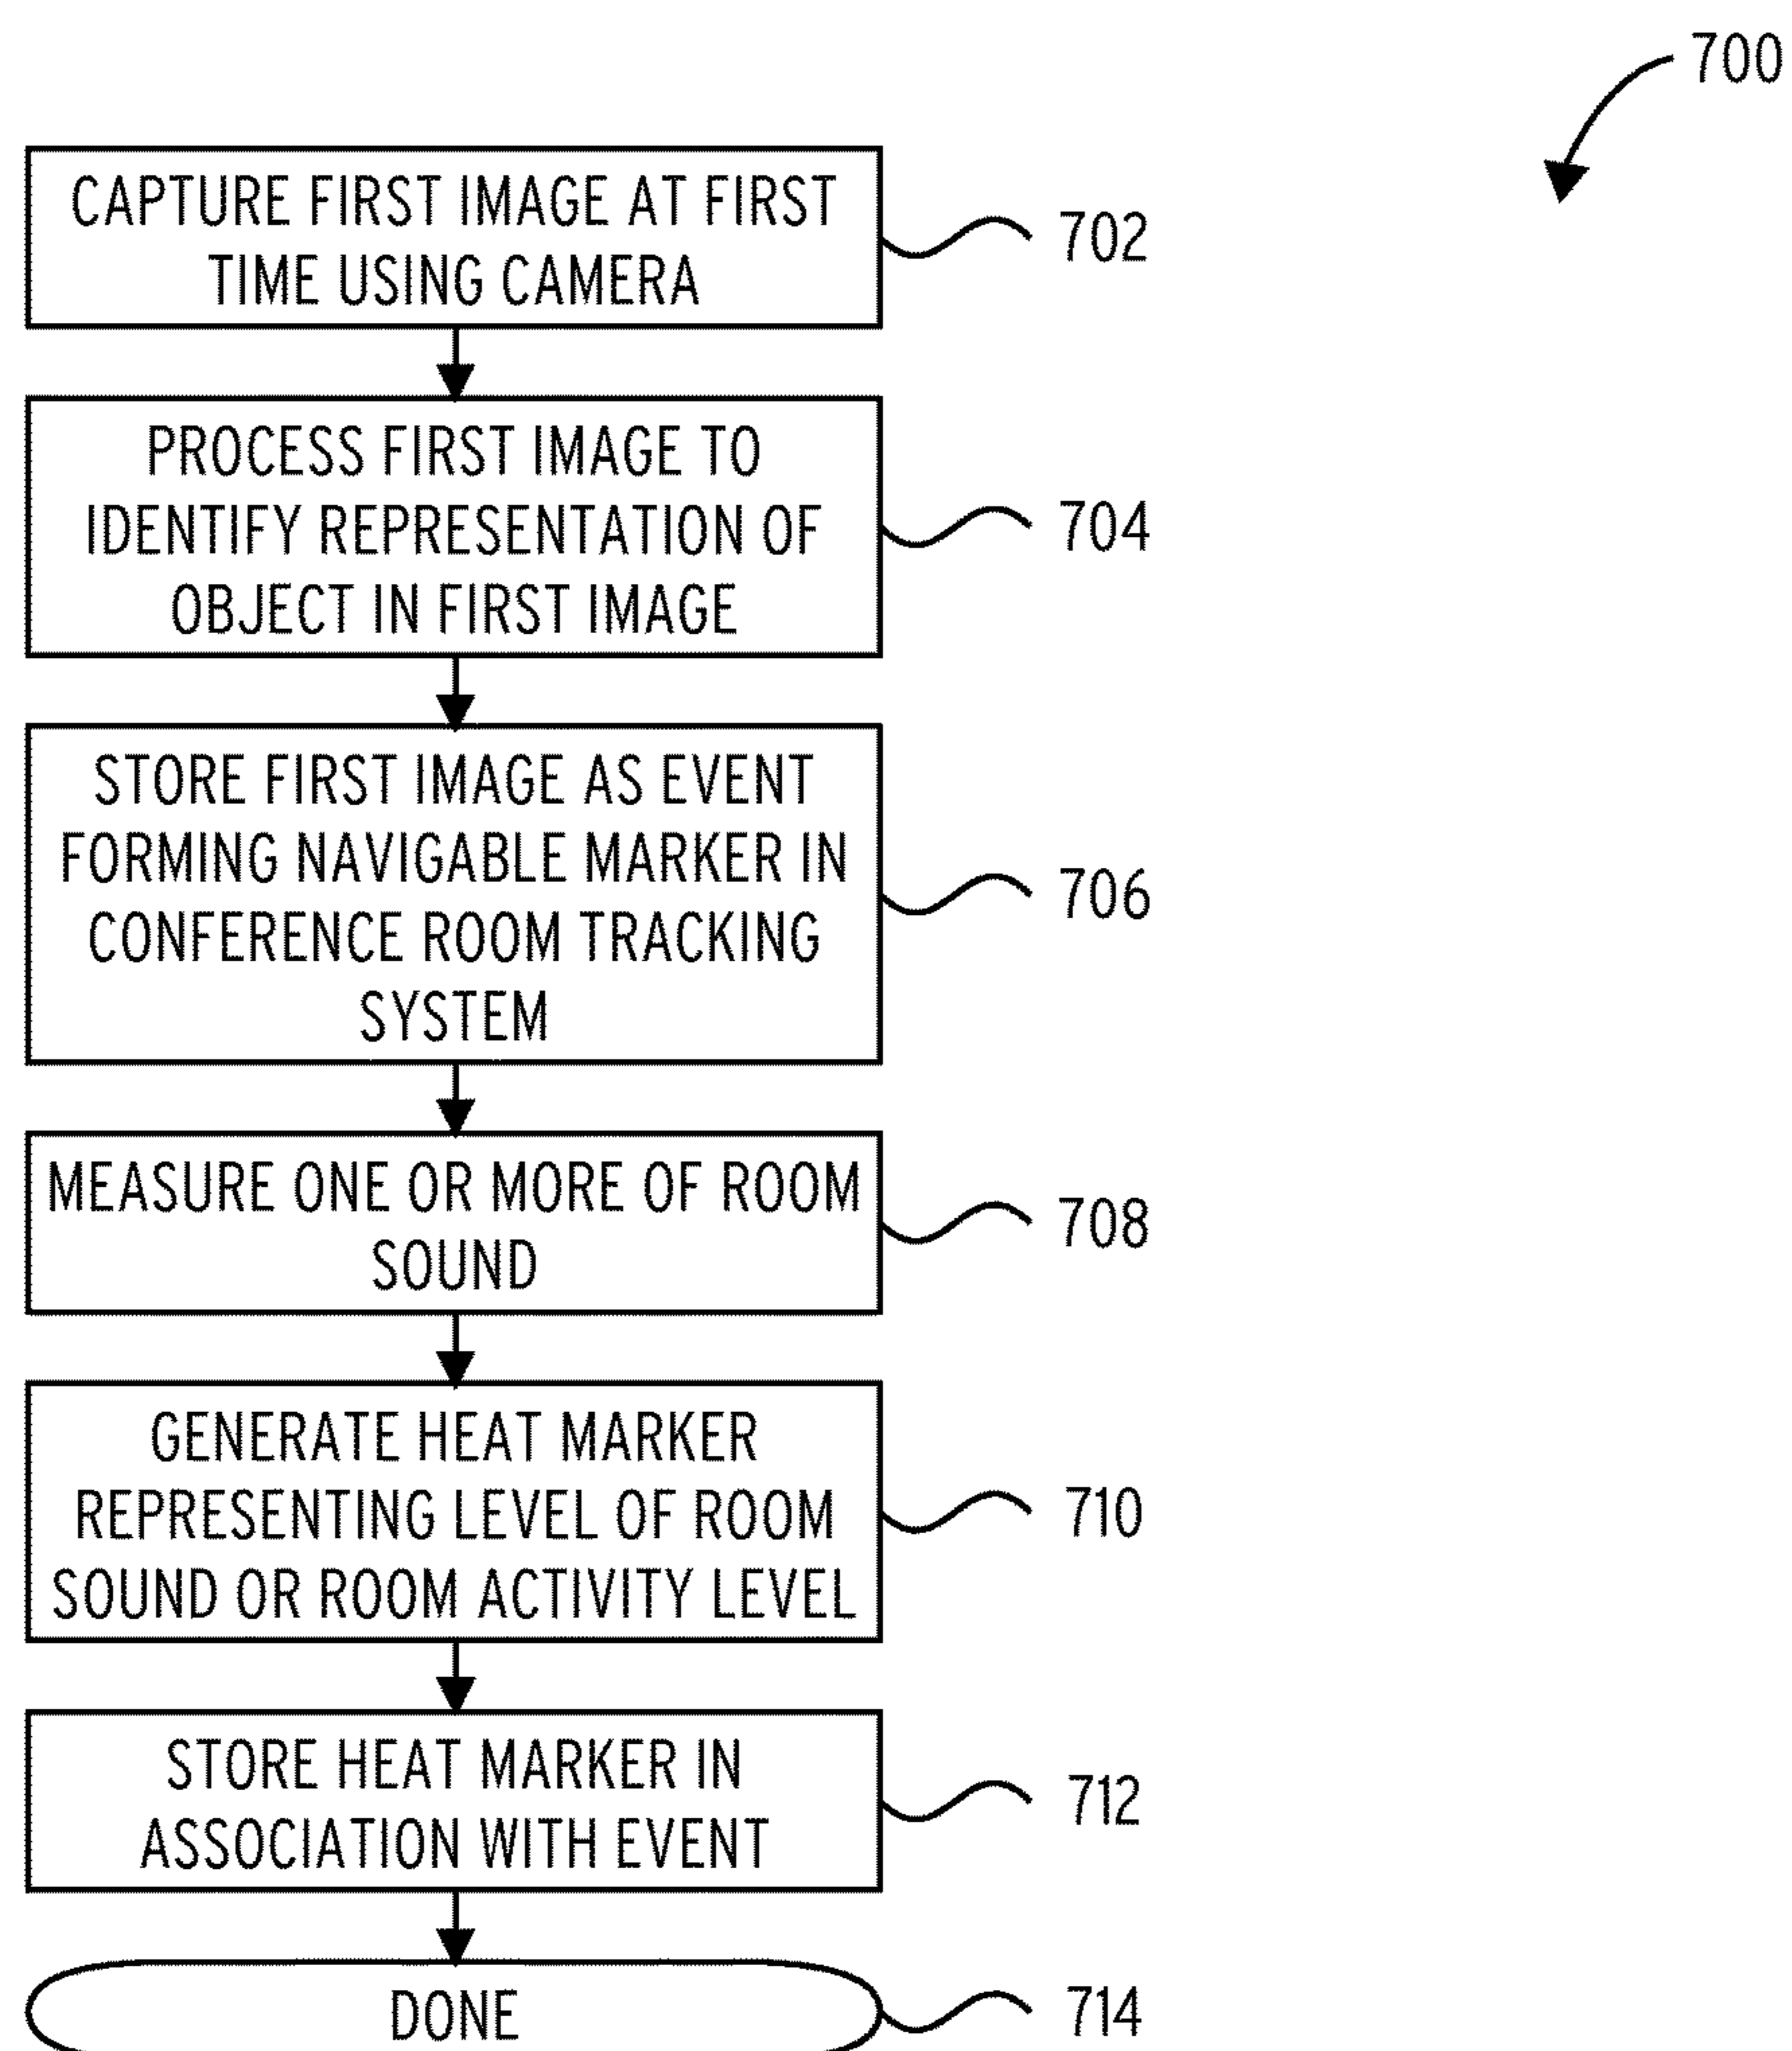 700
CAPTURE FIRST IMAGE AT FIRST
TIME USING CAMERA
702
PROCESS FIRST IMAGE TO
IDENTIFY REPRESENTATION OF
OBJECT IN FIRST IMAGE
704
STORE FIRST IMAGE AS EVENT
FORMING NAVIGABLE MARKER IN
CONFERENCE ROOM TRACKING
SYSTEM
706
MEASURE ONE OR MORE OF ROOM
SOUND
708
GENERATE HEAT MARKER
REPRESENTING LEVEL OF ROOM
SOUND OR ROOM ACTIVITY LEVEL
710
STORE HEAT MARKER IN
ASSOCIATION WITH EVENT
712
DONE
714